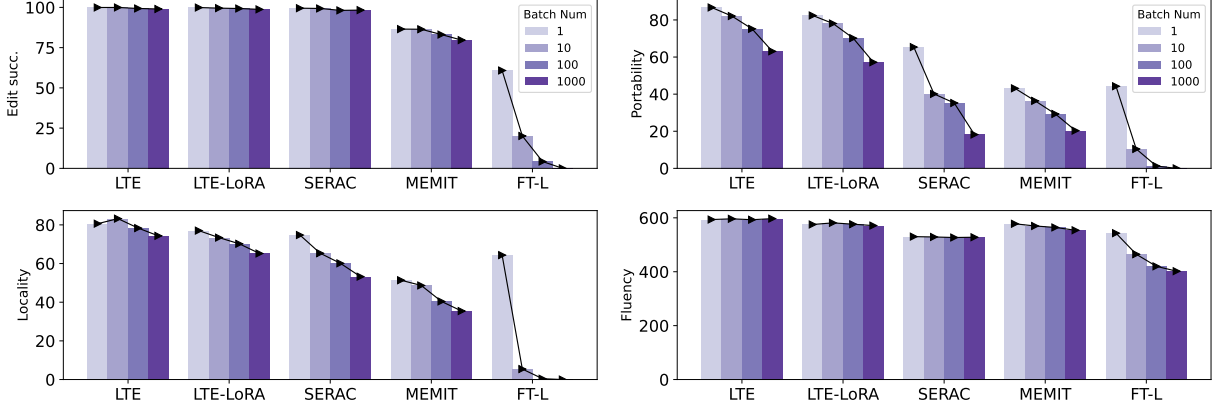 Edit succ.
100
75
50
25
0
Batch Num
1
10
100
1000
LTE
LTE-LoRA
SERAC
MEMIT
FT-L
Portability
80
60
40
20
0
Batch Num
1
10
100
1000
LTE
LTE-LoRA
SERAC
MEMIT
FT-L
Locality
80
60
40
20
0
LTE
LTE-LoRA
SERAC
MEMIT
FT-L
Fluency
600
400
200
0
LTE
LTE-LoRA
SERAC
MEMIT
FT-L